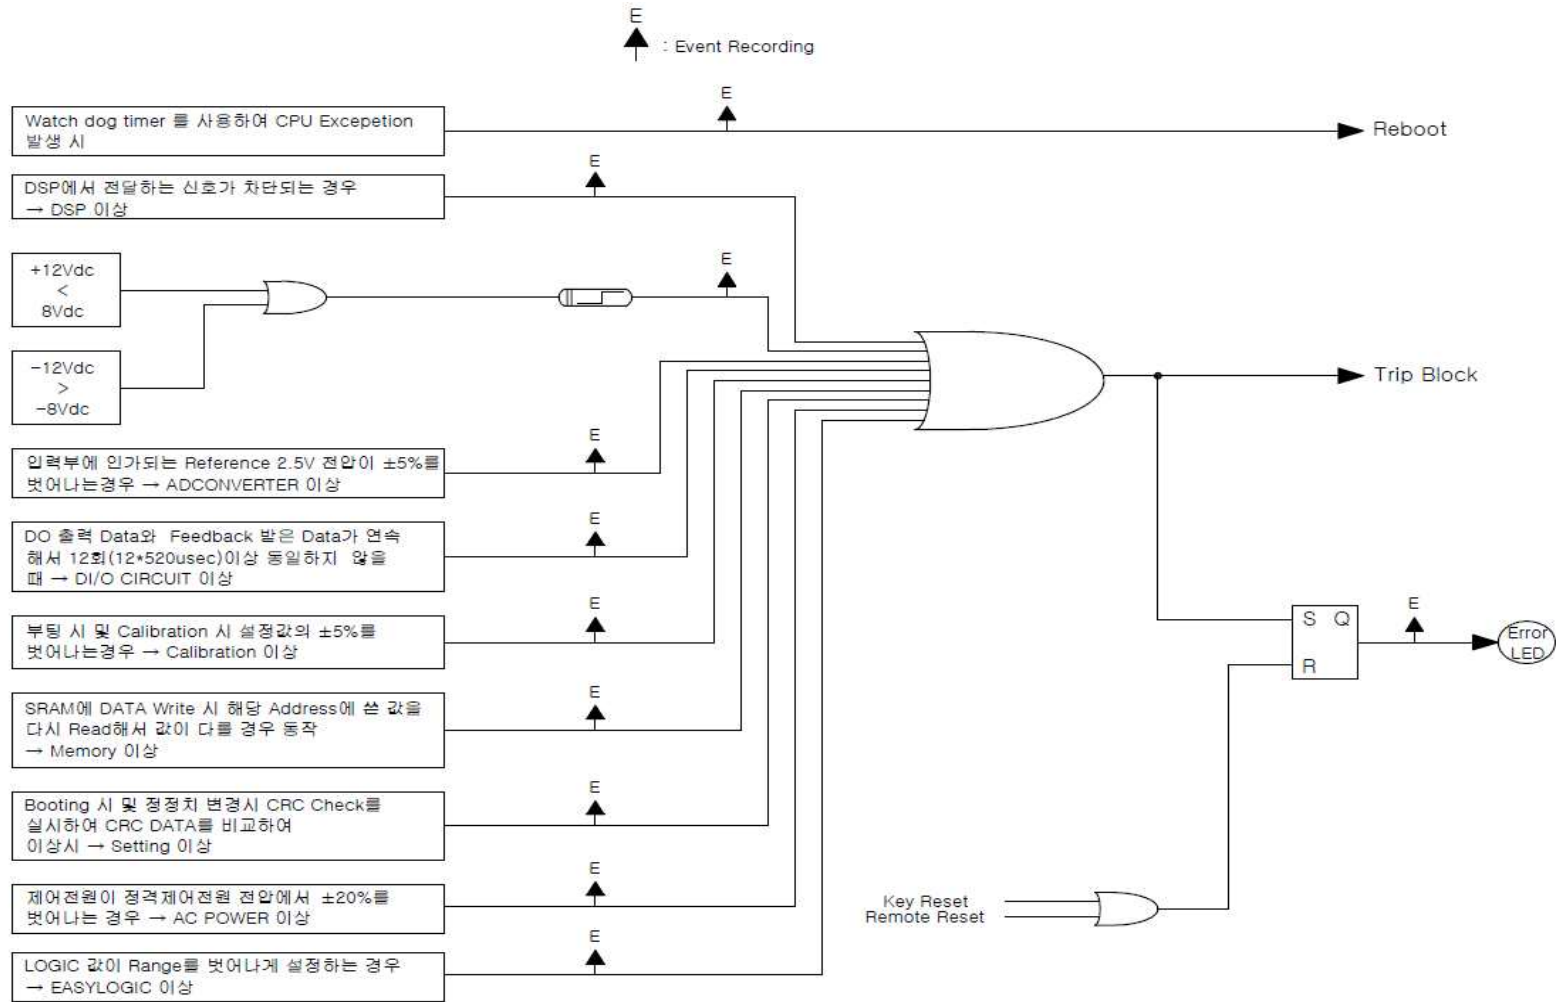 E
: Event Recording
E
Watch dog timer 를 사용하여 CPU Excepetion
발생 시
Reboot
E
DSP에서 전달하는 신호가 차단되는 경우
→ DSP 이상
+12Vdc
<
8Vdc
E
-12Vdc
>
-8Vdc
Trip Block
E
입력부에 인가되는 Reference 2.5V 전압이 ±5%를
벗어나는경우 → ADCONVERTER 이상
E
DO 출력 Data와 Feedback 받은 Data가 연속
해서 12회(12*520usec)이상 동일하지 않을
때 → DI/O CIRCUIT 이상
E
부팅 시 및 Calibration 시 설정값의 ±5%를
벗어나는경우 → Calibration 이상
S Q
R
E
Error
LED
E
SRAM에 DATA Write 시 해당 Address에 쓴 값을
다시 Read해서 값이 다를 경우 동작
→ Memory 이상
E
Booting 시 및 정정치 변경시 CRC Check를
실시하여 CRC DATA를 비교하여
이상시 → Setting 이상
E
제어전원이 정격제어전원 전압에서 ±20%를
벗어나는 경우 → AC POWER 이상
Key Reset
Remote Reset
E
LOGIC 값이 Range를 벗어나게 설정하는 경우
→ EASYLOGIC 이상